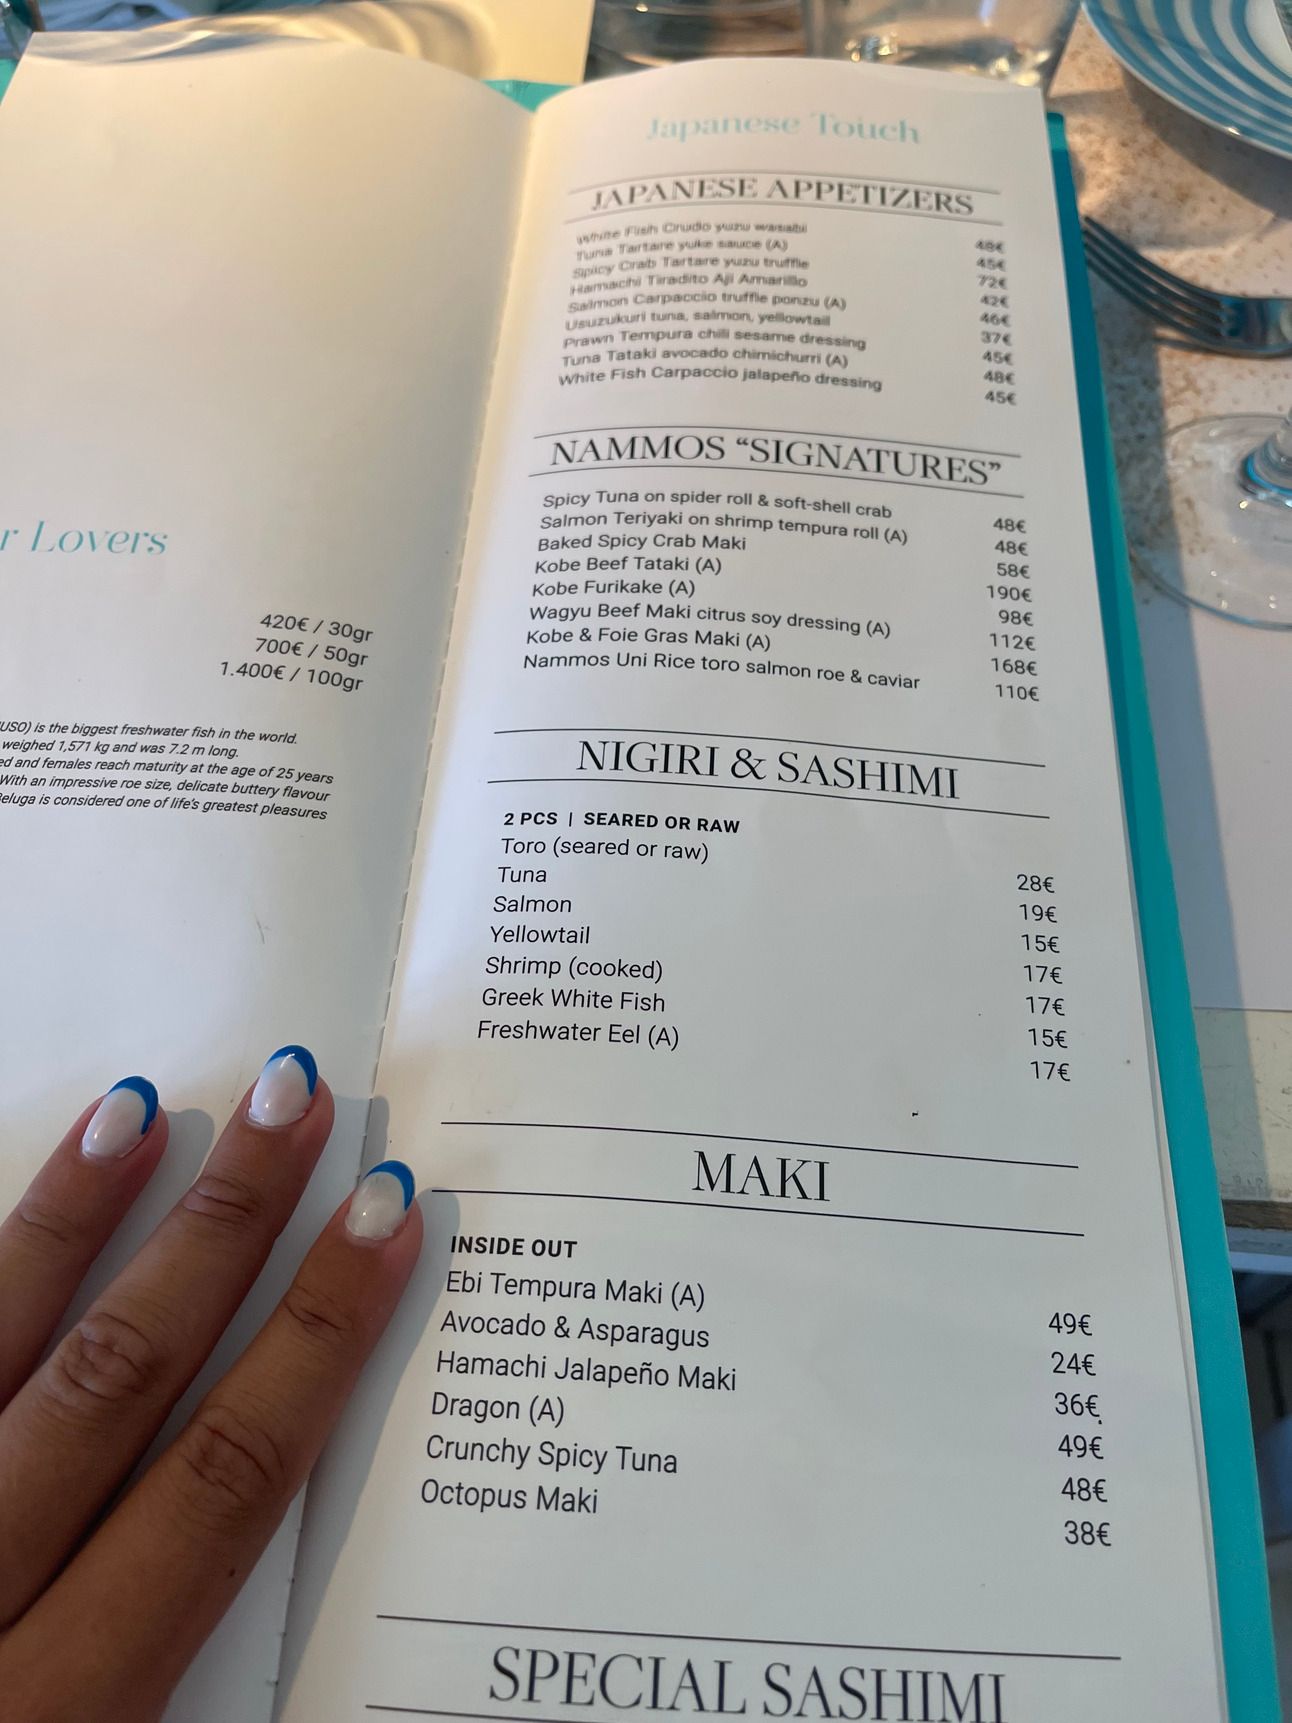 r Lovers
420€ / 30gr
700€ / 50gr
1.400€ / 100gr
USO) is the biggest freshwater fish in the world.
weighed 1,571 kg and was 7.2 m long.
ed and females reach maturity at the age of 25 years
With an impressive roe size, delicate buttery flavour
Beluga is considered one of life's greatest pleasures
Japanese Touch
JAPANESE APPETIZERS
White Fish Crudo yuzu wasabi 48€
Tuna Tartare yuke sauce (A) 45€
Spicy Crab Tartare yuzu truffle 72€
Hamachi Tiradito Aji Amarillo 42€
Salmon Carpaccio truffle ponzu (A) 46€
Usuzukuri tuna, salmon, yellowtail 37€
Prawn Tempura chilli sesame dressing 45€
Tuna Tataki avocado chimichurri (A) 48€
White Fish Carpaccio jalapeño dressing 45€
NAMMOS “SIGNATURES”
Spicy Tuna on spider roll & soft-shell crab 48€
Salmon Teriyaki on shrimp tempura roll (A) 48€
Baked Spicy Crab Maki 58€
Kobe Beef Tataki (A) 190€
Kobe Furikake (A) 98€
Wagyu Beef Maki citrus soy dressing (A) 112€
Kobe & Foie Gras Maki (A) 168€
Nammos Uni Rice toro salmon roe & caviar 110€
NIGIRI & SASHIMI
2 PCS | SEARED OR RAW
Toro (seared or raw) 28€
Tuna 19€
Salmon 15€
Yellowtail 17€
Shrimp (cooked) 17€
Greek White Fish 15€
Freshwater Eel (A) 17€
MAKI
INSIDE OUT
Ebi Tempura Maki (A) 49€
Avocado & Asparagus 24€
Hamachi Jalapeño Maki 36€
Dragon (A) 49€
Crunchy Spicy Tuna 48€
Octopus Maki 38€
SPECIAL SASHIMI